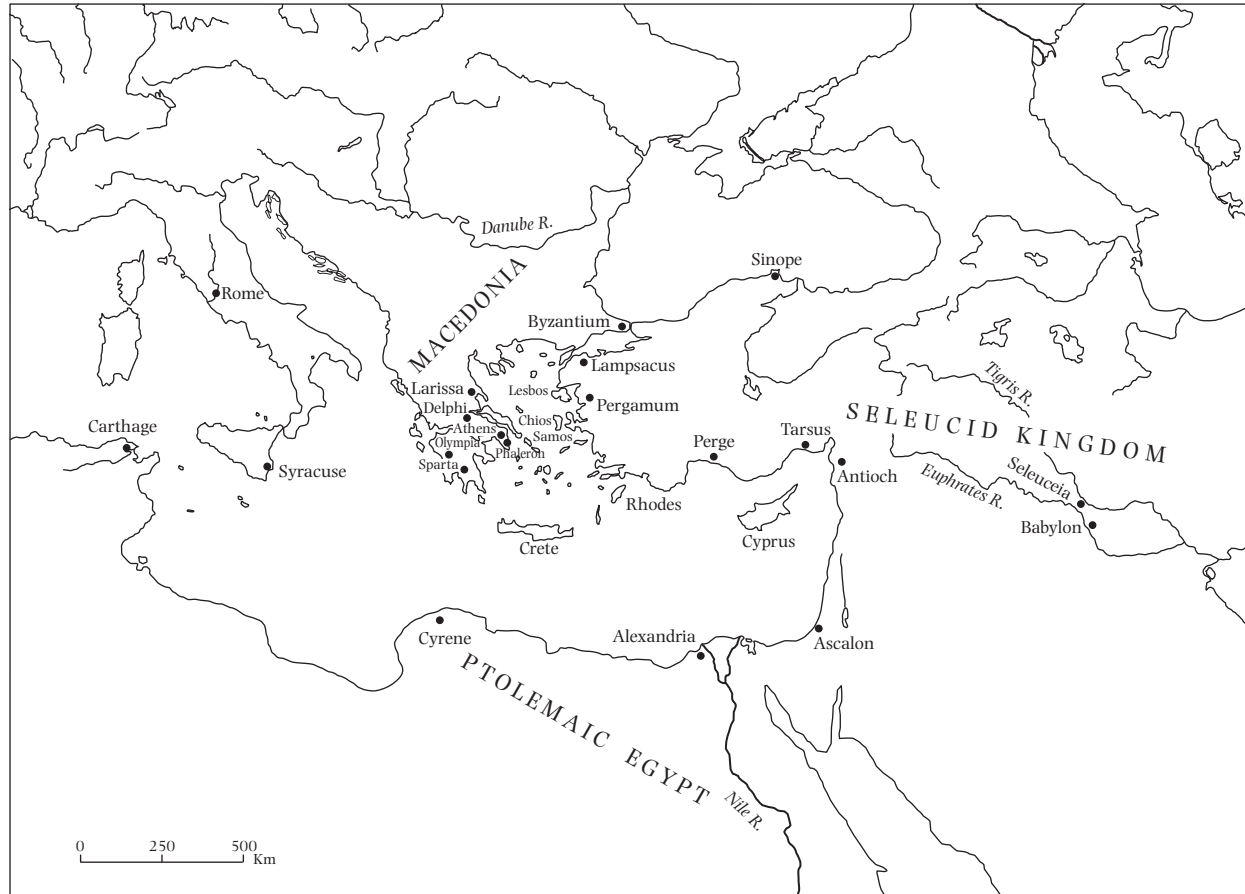 Danube R.
Sinope
Rome
MACEDONIA
Byzantium
Lampsacus
Larissa
Lesbos
Pergamum
Tigris R.
Delphi
Chios
SELEUCID KINGDOM
Carthage
Athens
Samos
Olympia
Phaleron
Perge
Tarsus
Sparta
Syracuse
Antioch
Euphrates R.
Seleuceia
Rhodes
Babylon
Cyprus
Crete
Cyrene
Alexandria
Ascalon
PTOLEMAIC EGYPT
Nile R.
0 250 500
Km